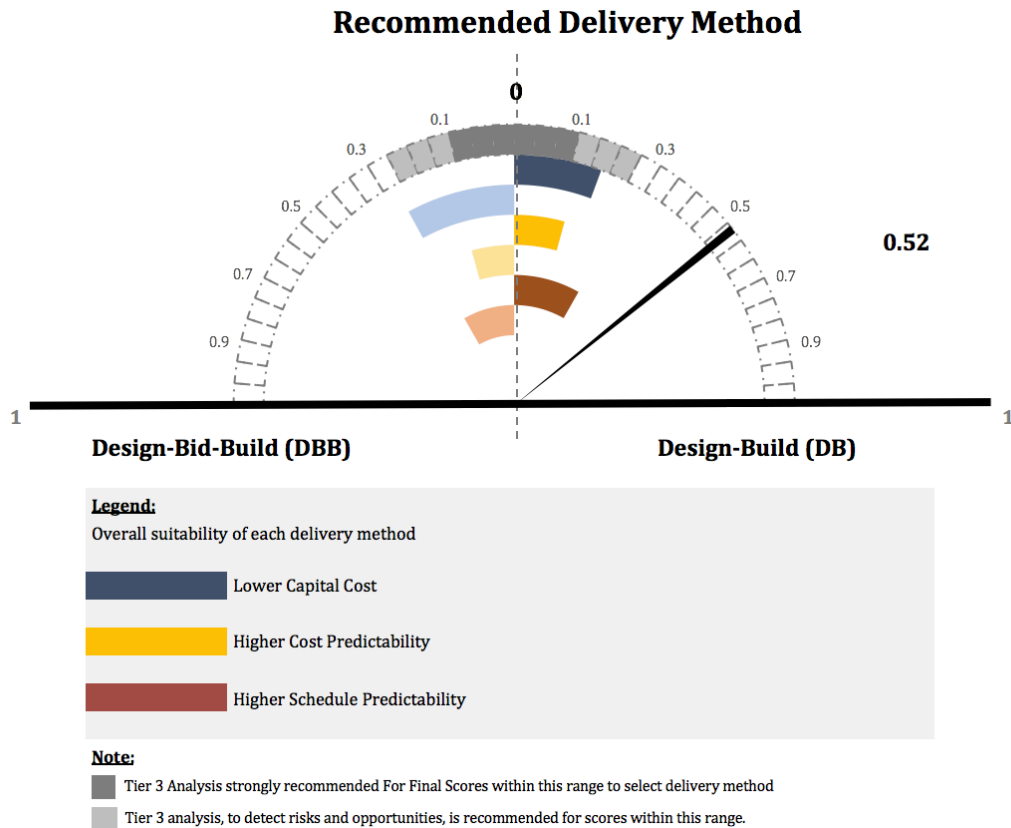 Recommended Delivery Method
0
0.1
0.1
0.3
0.3
0.5
0.5
0.52
0.7
0.7
0.9
0.9
1
1
Design-Bid-Build (DBB)
Design-Build (DB)
Legend:
Overall suitability of each delivery method
Lower Capital Cost
Higher Cost Predictability
Higher Schedule Predictability
Note:
Tier 3 Analysis strongly recommended For Final Scores within this range to select delivery method
Tier 3 analysis, to detect risks and opportunities, is recommended for scores within this range.